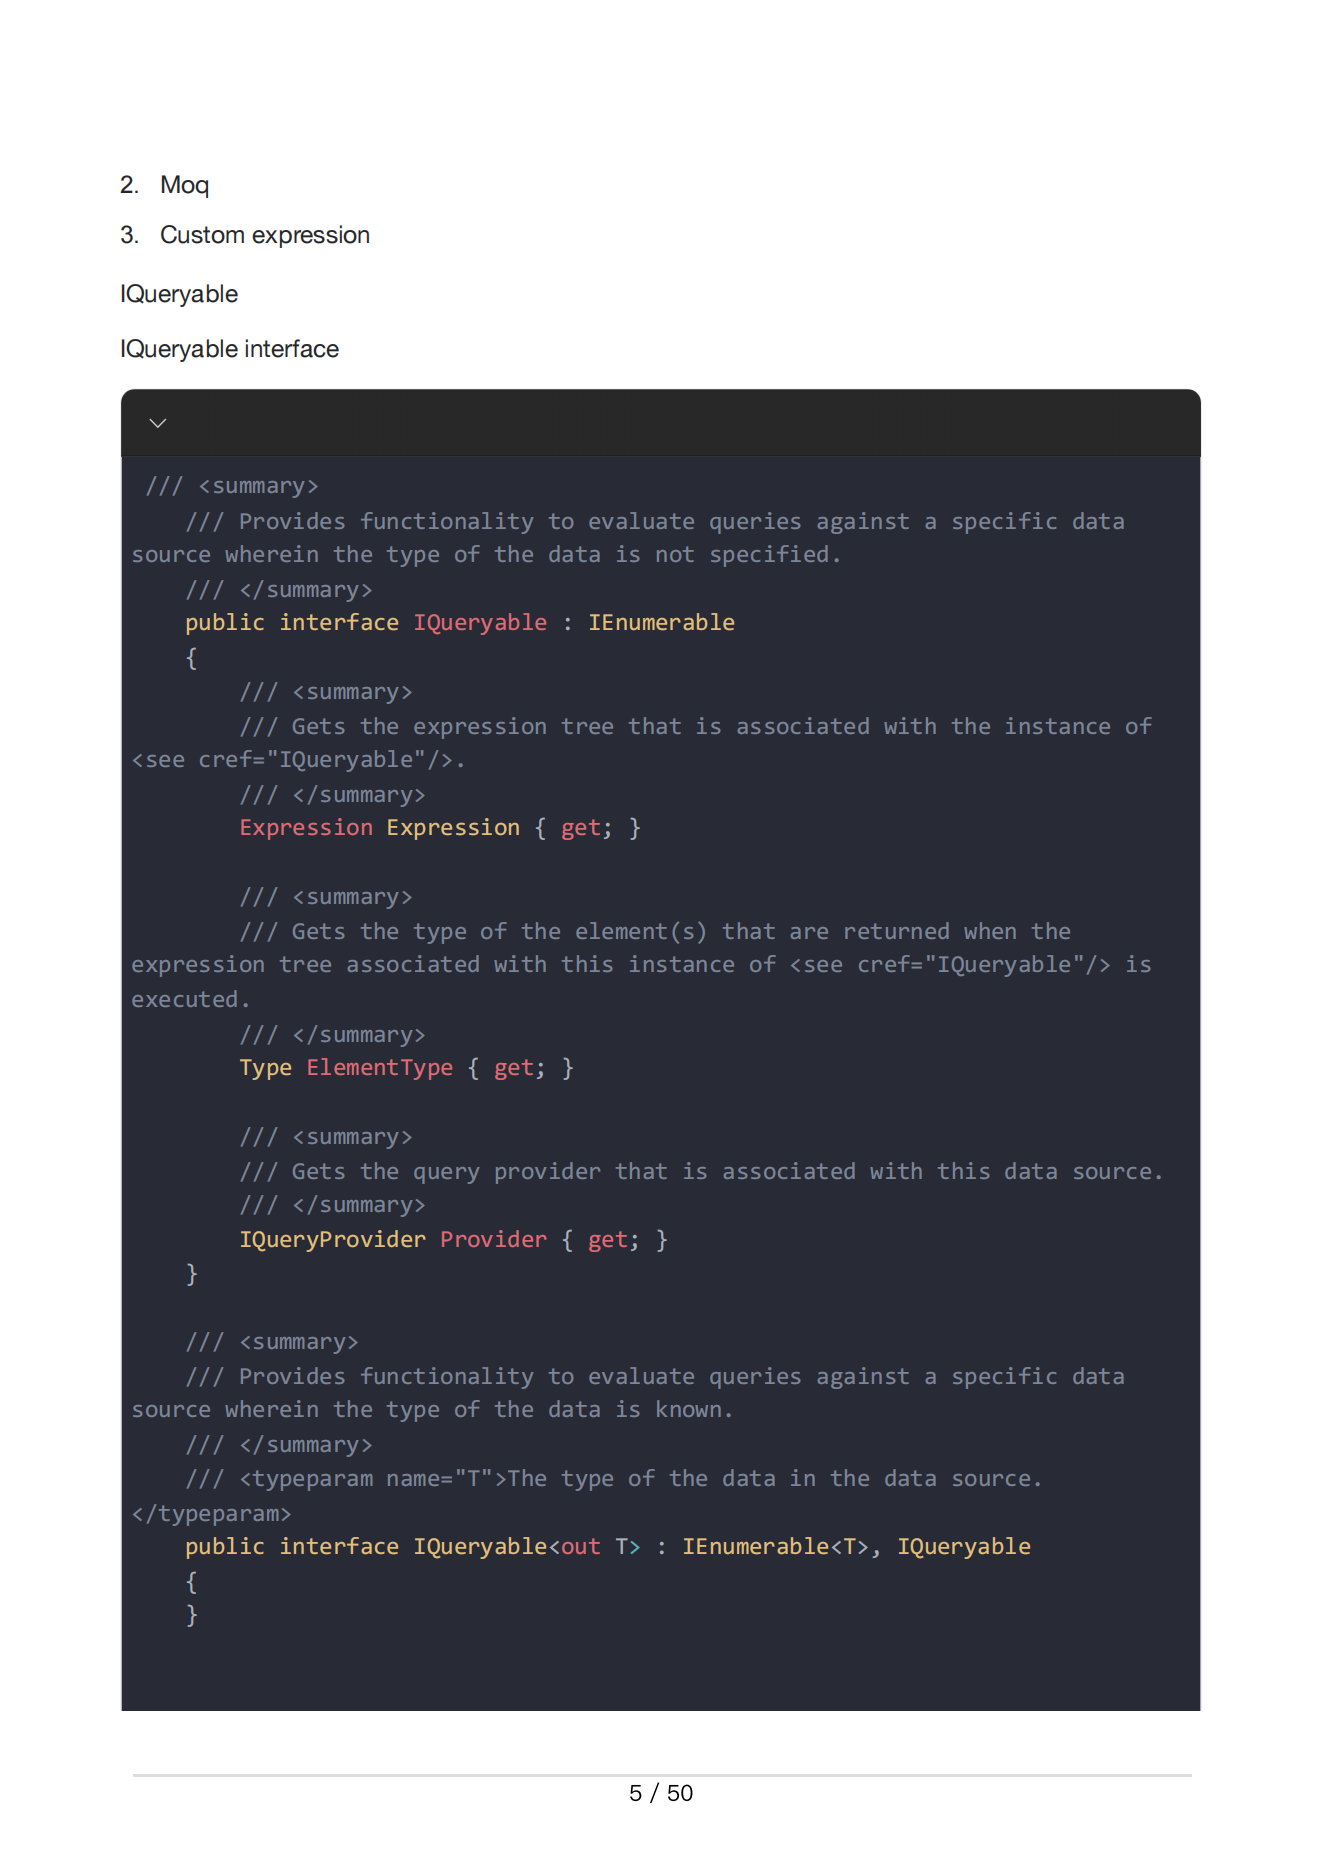 2. Moq
3. Custom expression
IQueryable
IQueryable interface
/// <summary>
/// Provides functionality to evaluate queries against a specific data
source wherein the type of the data is not specified.
/// </summary>
public interface IQueryable : IEnumerable
{
/// <summary>
/// Gets the expression tree that is associated with the instance of
<see cref="IQueryable"/>.
/// </summary>
Expression Expression { get; }
/// <summary>
/// Gets the type of the element(s) that are returned when the
expression tree associated with this instance of <see cref="IQueryable"/> is
executed.
/// </summary>
Type ElementType { get; }
/// <summary>
/// Gets the query provider that is associated with this data source.
/// </summary>
IQueryProvider Provider { get; }
}
/// <summary>
/// Provides functionality to evaluate queries against a specific data
source wherein the type of the data is known.
/// </summary>
/// <typeparam name="T">The type of the data in the data source.
</typeparam>
public interface IQueryable<out T> : IEnumerable<T>, IQueryable
{
}
5 / 50